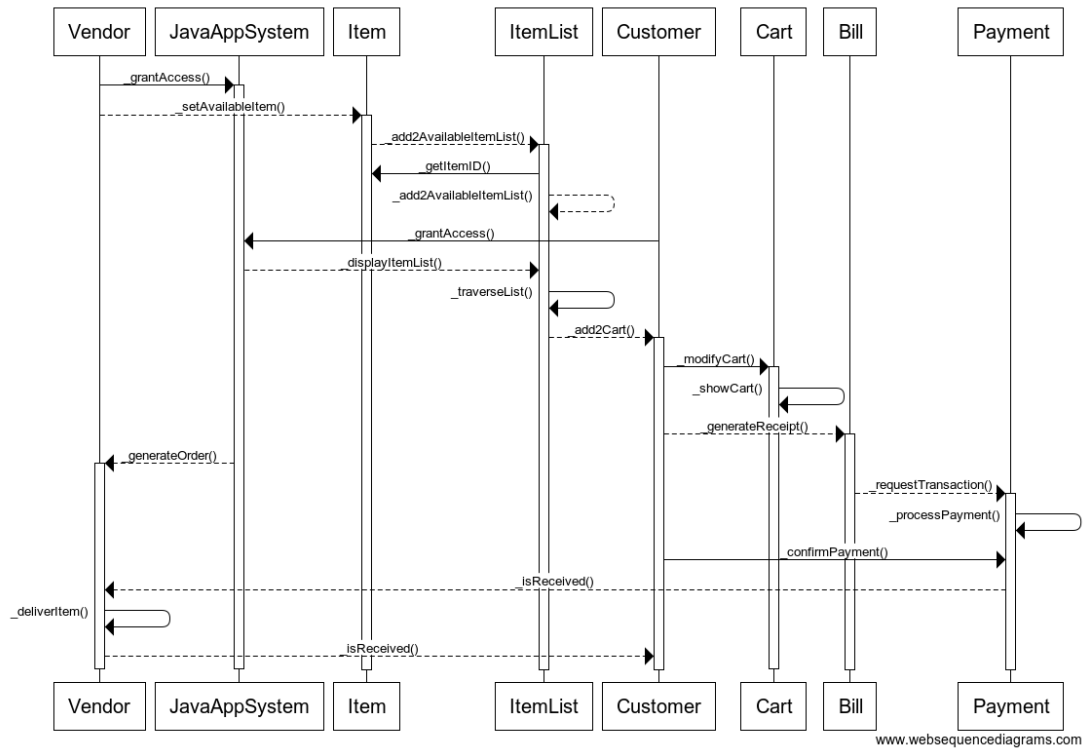 Vendor JavaAppSystem Item ItemList Customer Cart Bill Payment
_grantAccess()
_setAvailableItem()
_add2AvailableItemList()
_getItemID()
_add2AvailableItemList()
_grantAccess()
_displayItemList()
_traverseList()
_add2Cart()
_modifyCart()
_showCart()
_generateReceipt()
_generateOrder()
_requestTransaction()
_processPayment()
_confirmPayment()
_isReceived()
_deliverItem()
_isReceived()
Vendor JavaAppSystem Item ItemList Customer Cart Bill Payment
www.websequencediagrams.com